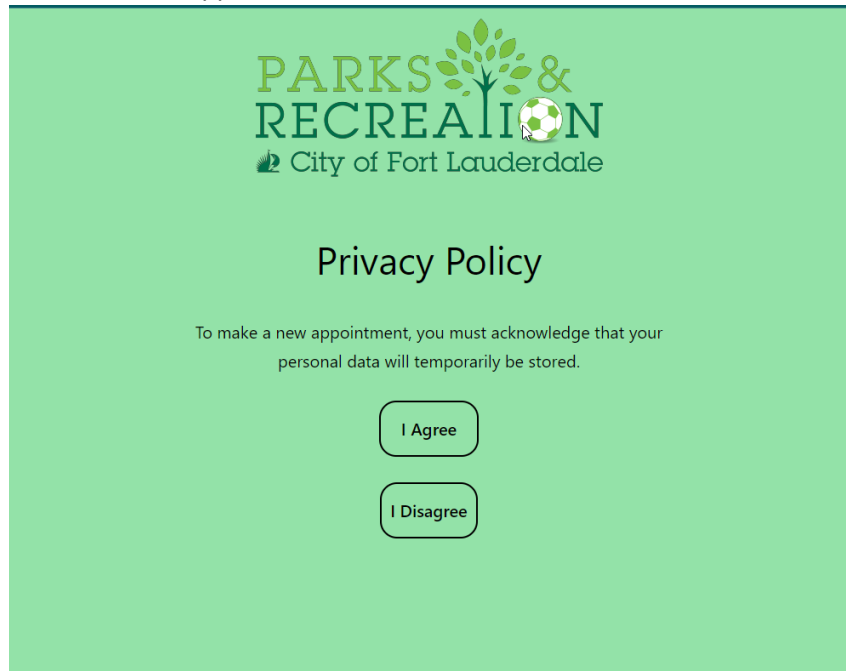 PARKS &
RECREATION
City of Fort Lauderdale
Privacy Policy
To make a new appointment, you must acknowledge that your
personal data will temporarily be stored.
I Agree
I Disagree